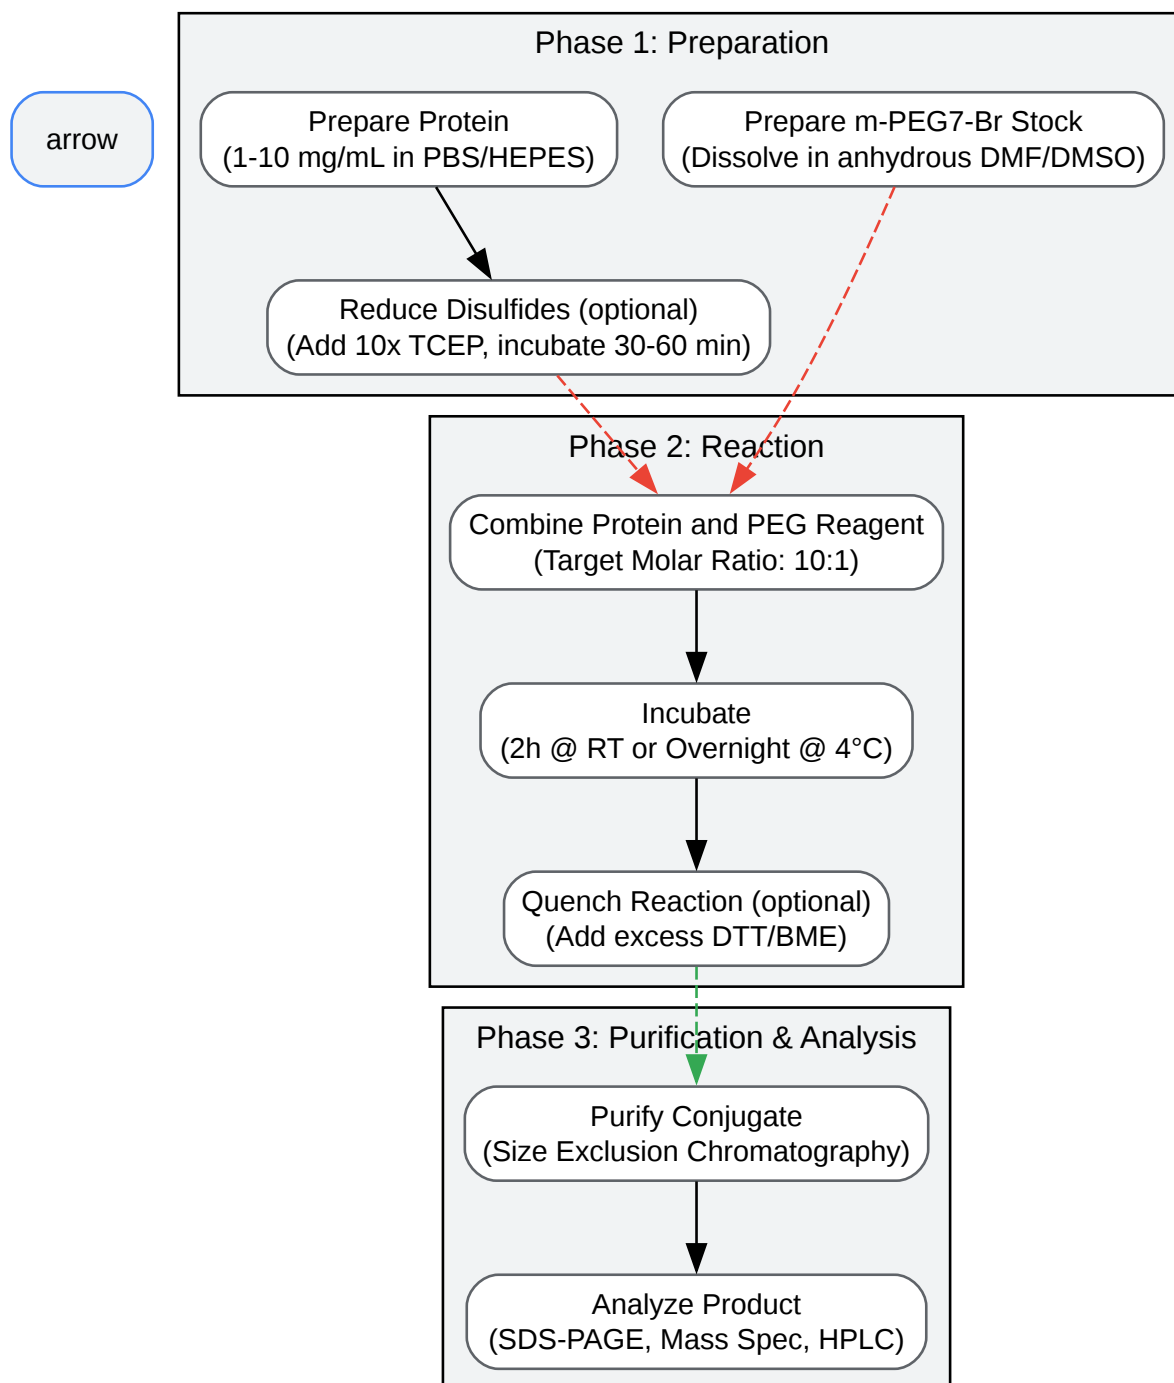 Phase 1: Preparation
arrow
Prepare Protein
(1-10 mg/mL in PBS/HEPES)
Prepare m-PEG7-Br Stock
(Dissolve in anhydrous DMF/DMSO)
Reduce Disulfides (optional)
(Add 10x TCEP, incubate 30-60 min)
Phase 2: Reaction
Combine Protein and PEG Reagent
(Target Molar Ratio: 10:1)
Incubate
(2h @ RT or Overnight @ 4°C)
Quench Reaction (optional)
(Add excess DTT/BME)
Phase 3: Purification & Analysis
Purify Conjugate
(Size Exclusion Chromatography)
Analyze Product
(SDS-PAGE, Mass Spec, HPLC)